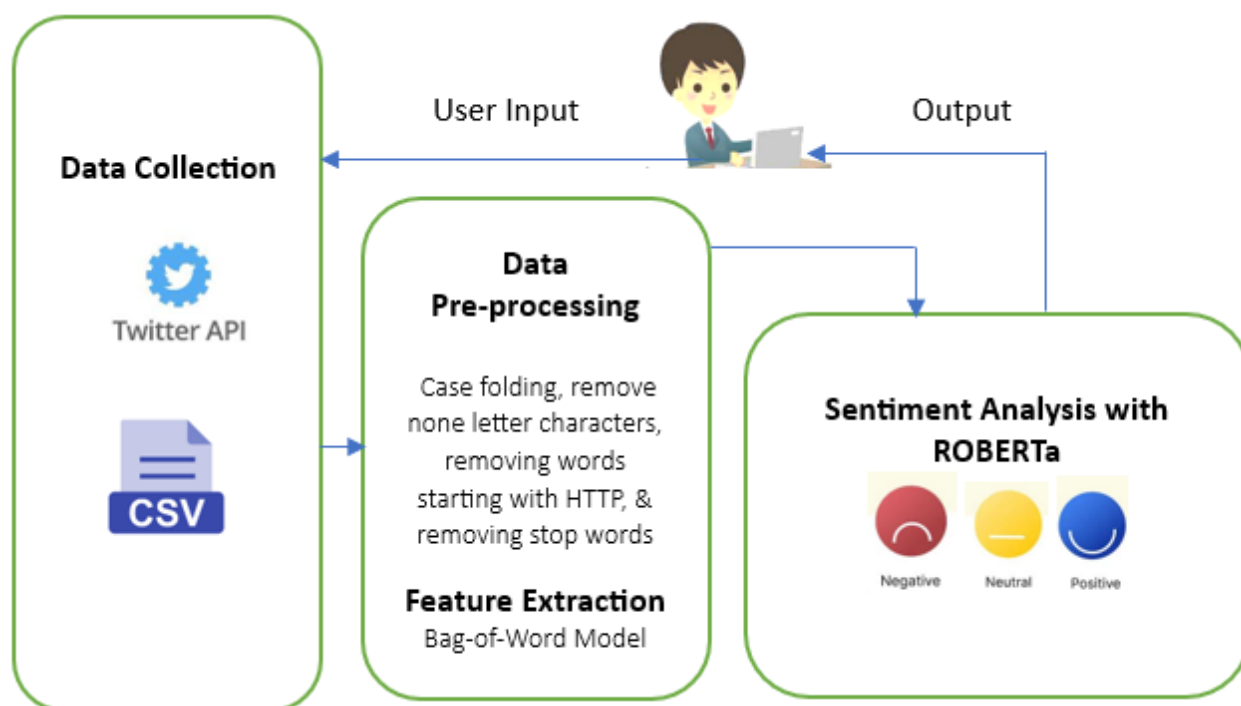 User Input
Output
Data Collection
Twitter API
CSV
Data
Pre-processing
Case folding, remove
none letter characters,
removing words
starting with HTTP, &
removing stop words
Feature Extraction
Bag-of-Word Model
Sentiment Analysis with
ROBERTa
Negative
Neutral
Positive